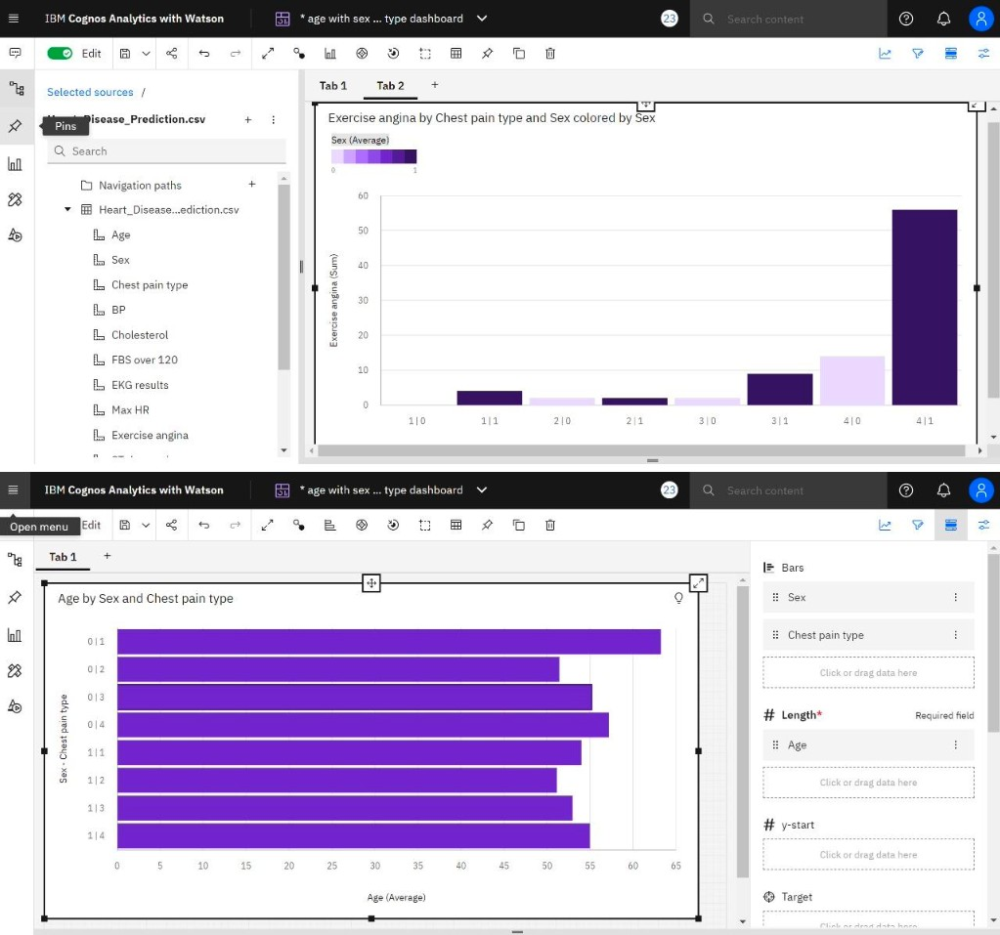 IBM Cognos Analytics with Watson
* age with sex ... type dashboard
23
Search content
Edit
Selected sources /
Heart_Disease_Prediction.csv
Pins
Search
Navigation paths
Heart_Disease...ediction.csv
Age
Sex
Chest pain type
BP
Cholesterol
FBS over 120
EKG results
Max HR
Exercise angina
Tab 1 Tab 2
Exercise angina by Chest pain type and Sex colored by Sex
Sex (Average)
0 1
Exercise angina (Sum)
60
50
40
30
20
10
0
1|0 1|1 2|0 2|1 3|0 3|1 4|0 4|1
IBM Cognos Analytics with Watson
* age with sex ... type dashboard
23
Search content
Open menu
Edit
Tab 1
Age by Sex and Chest pain type
Sex - Chest pain type
0|1
0|2
0|3
0|4
1|1
1|2
1|3
1|4
0 5 10 15 20 25 30 35 40 45 50 55 60 65
Age (Average)
Bars
Sex
Chest pain type
Click or drag data here
Length* Required field
Age
Click or drag data here
y-start
Click or drag data here
Target
Click or drag data here